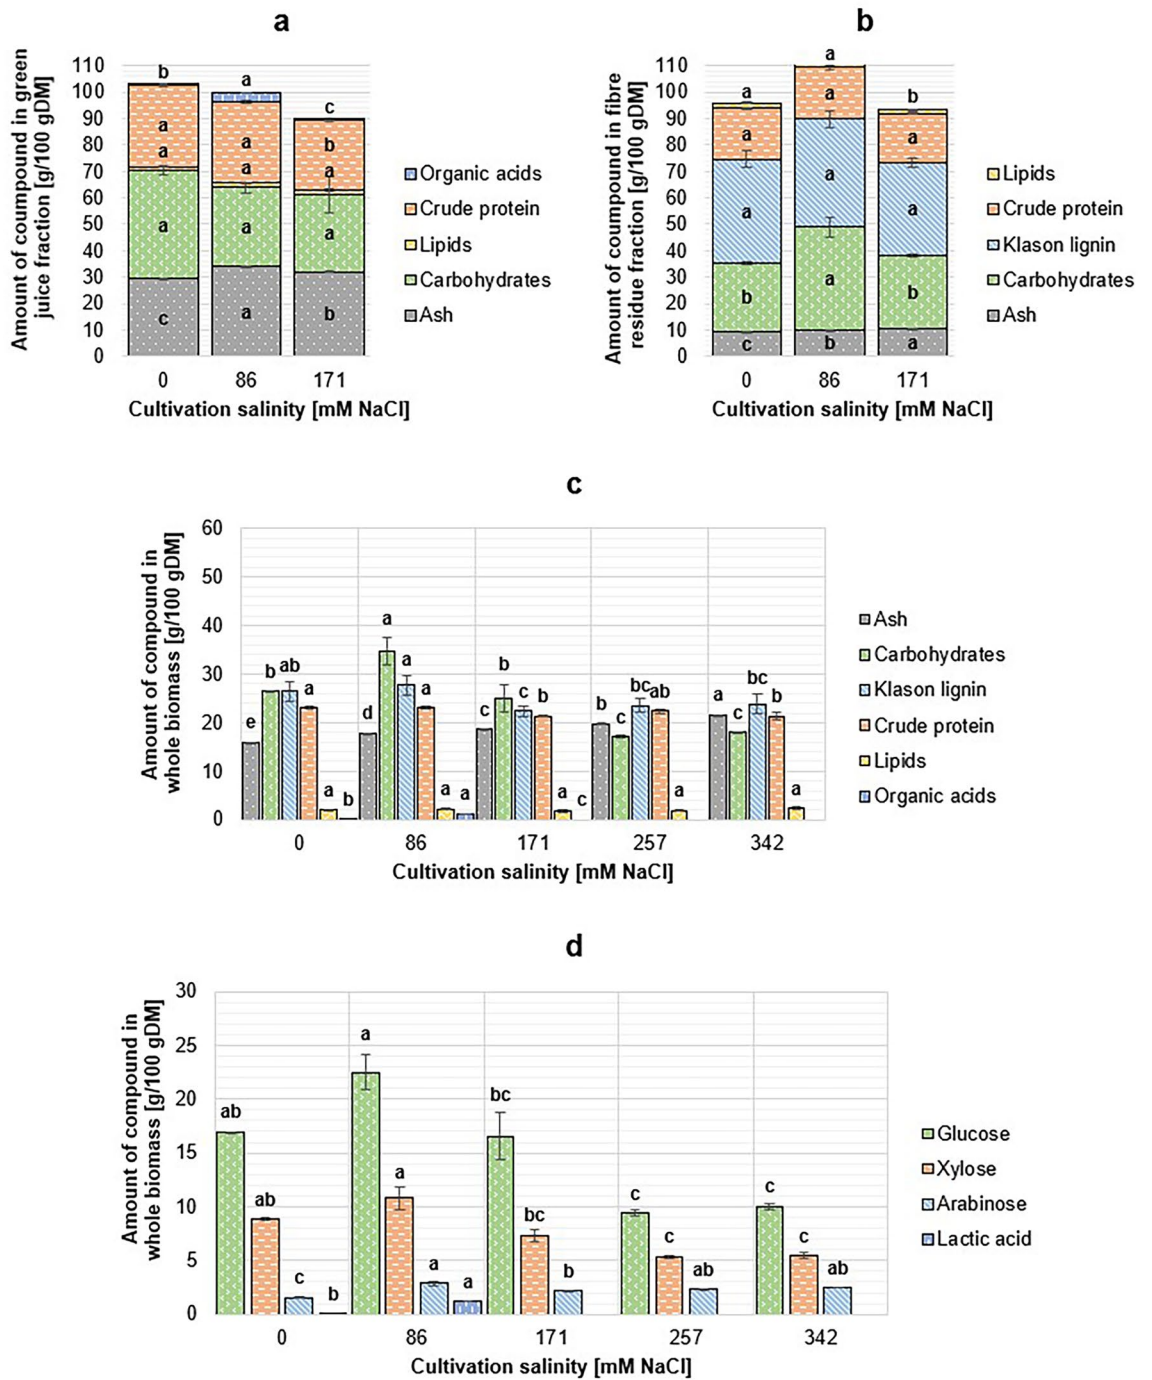 a
Amount of coumpound in green
juice fraction [g/100 gDM]
110
100
90
80
70
60
50
40
30
20
10
0
b
a
a
a
c
a
a
a
a
a
c
b
a
a
b
0 86 171
Cultivation salinity [mM NaCl]
Organic acids
Crude protein
Lipids
Carbohydrates
Ash
b
Amount of coumpound in fibre
residue fraction [g/100 gDM]
110
100
90
80
70
60
50
40
30
20
10
0
a
a
a
b
c
a
a
a
a
b
b
a
a
b
a
0 86 171
Cultivation salinity [mM NaCl]
Lipids
Crude protein
Klason lignin
Carbohydrates
Ash
c
Amount of compound in
whole biomass [g/100 gDM]
60
50
40
30
20
10
0
e b ab a a b
d a a a a a
c b c b a c
b c bc ab a
a c bc b a
0 86 171 257 342
Cultivation salinity [mM NaCl]
Ash
Carbohydrates
Klason lignin
Crude protein
Lipids
Organic acids
d
Amount of compound in
whole biomass [g/100 gDM]
30
25
20
15
10
5
0
ab ab c b
a a a a
bc bc b
c c ab
c c ab
0 86 171 257 342
Cultivation salinity [mM NaCl]
Glucose
Xylose
Arabinose
Lactic acid